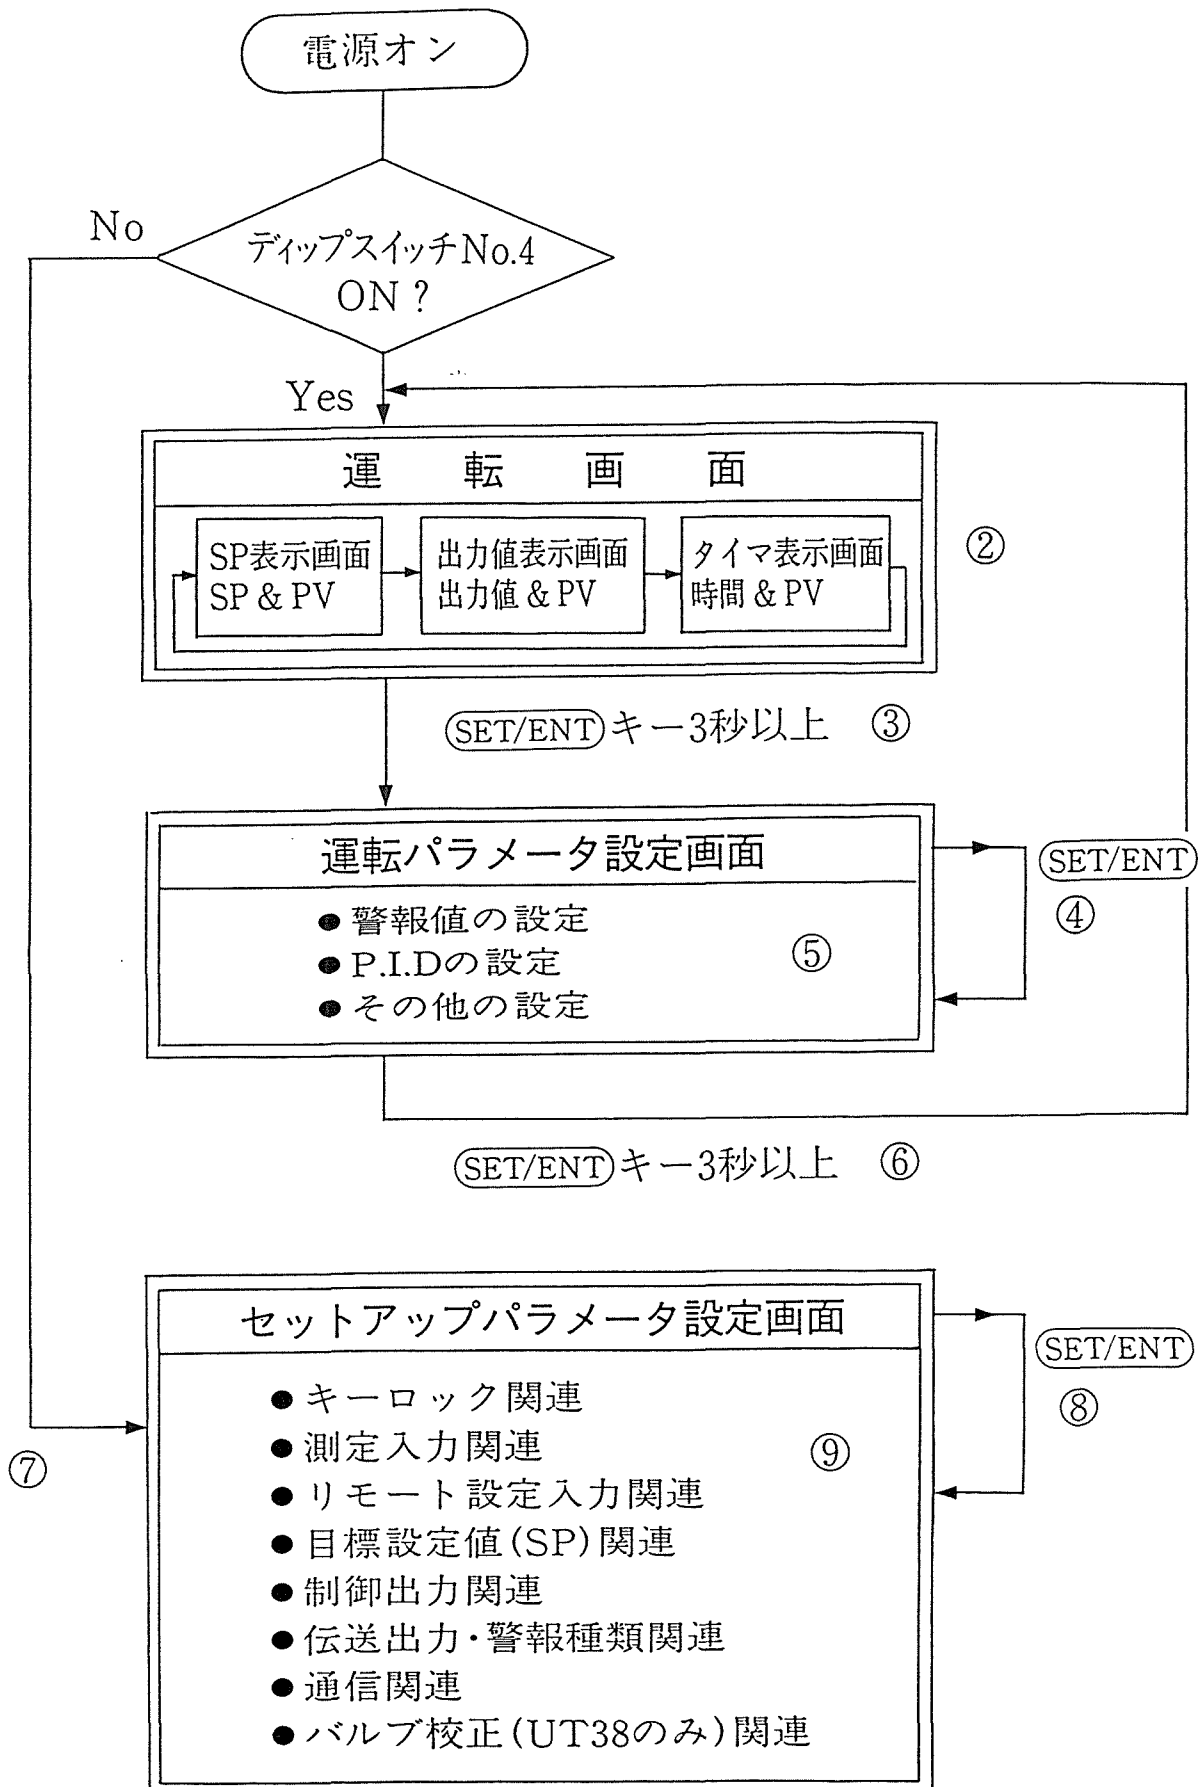 電源オン
No
ディップスイッチNo.4
ON？
Yes
運転画面
SP表示画面
SP & PV
出力値表示画面
出力値 & PV
タイマ表示画面
時間 & PV
②
SET/ENTキー3秒以上 ③
運転パラメータ設定画面
●警報値の設定
●P.I.Dの設定
●その他の設定
⑤
SET/ENT
④
SET/ENTキー3秒以上 ⑥
セットアップパラメータ設定画面
●キーロック関連
●測定入力関連
●リモート設定入力関連
●目標設定値(SP)関連
●制御出力関連
●伝送出力・警報種類関連
●通信関連
●バルブ校正(UT38のみ)関連
⑨
SET/ENT
⑧
⑦